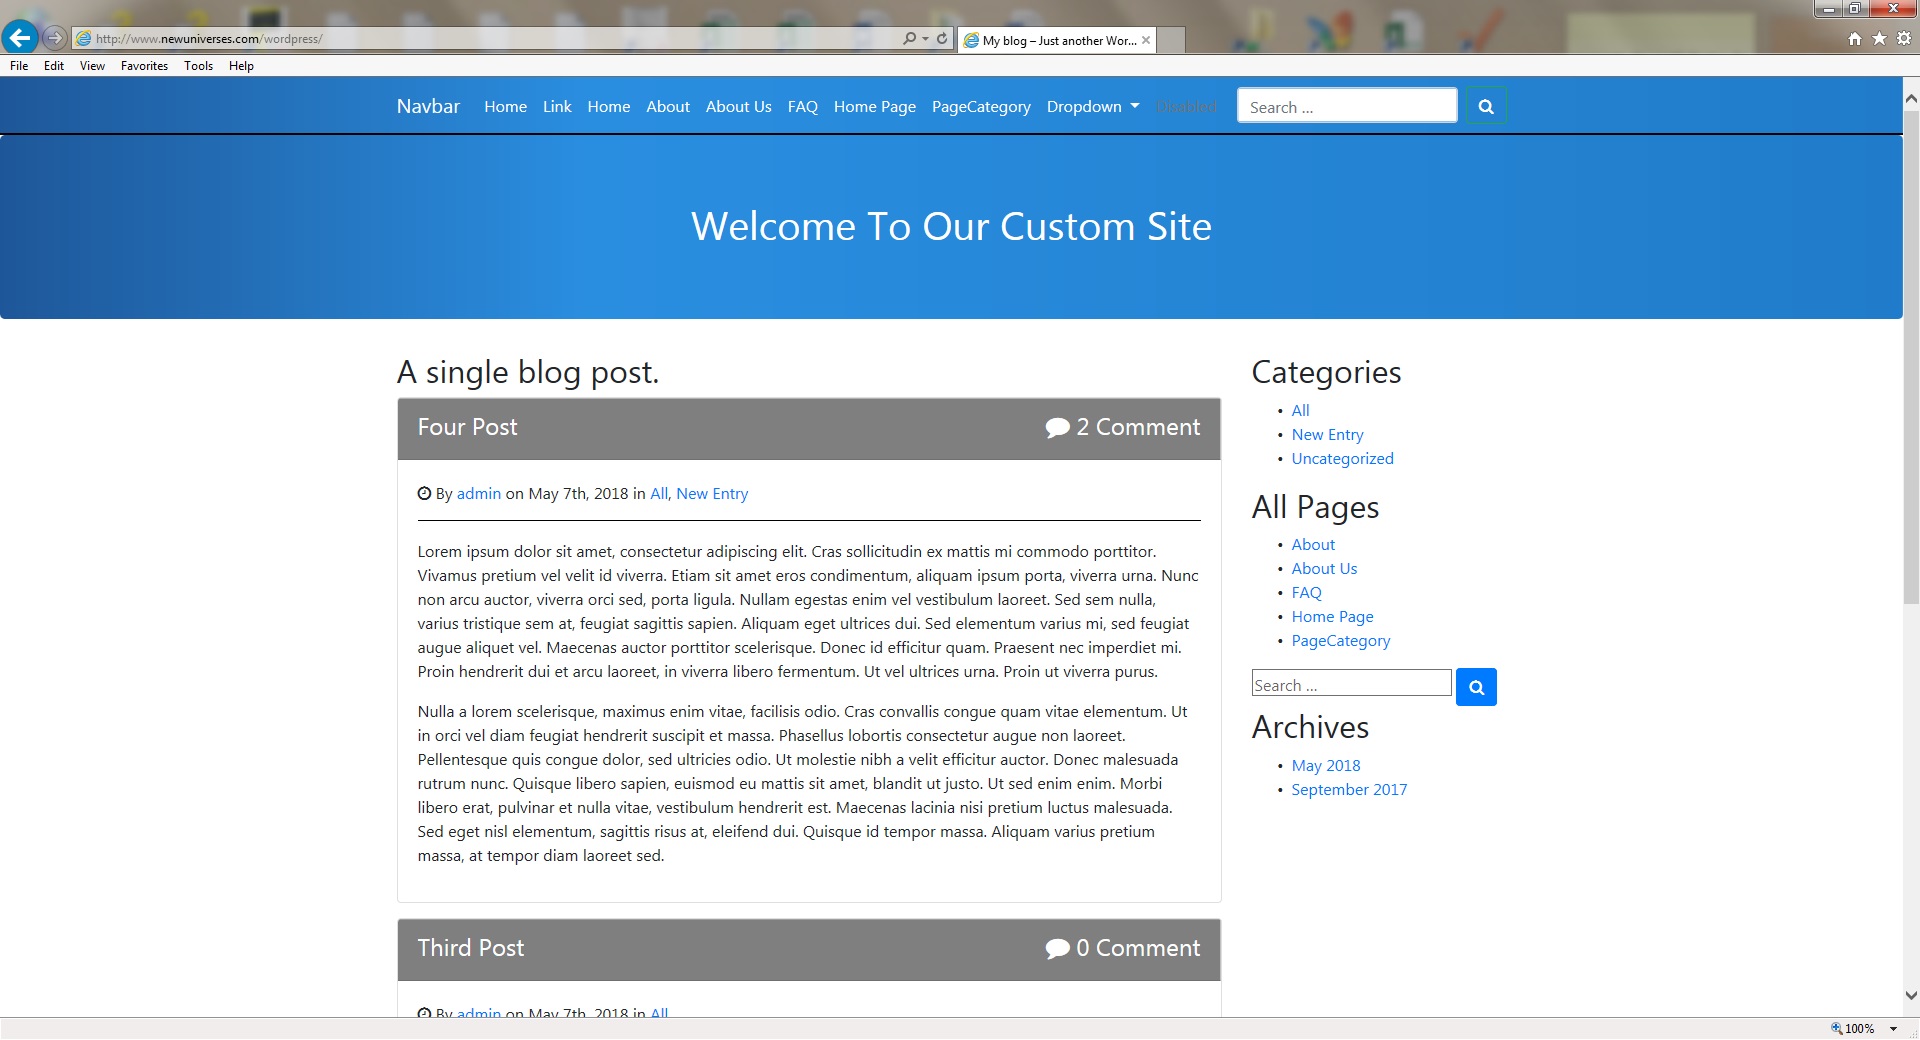 http://www.newuniverses.com/wordpress/
My blog – Just another Wor...
File Edit View Favorites Tools Help
Navbar Home Link Home About About Us FAQ Home Page PageCategory Dropdown Disabled Search ...
Welcome To Our Custom Site
A single blog post.
Four Post 2 Comment
By admin on May 7th, 2018 in All, New Entry
Lorem ipsum dolor sit amet, consectetur adipiscing elit. Cras sollicitudin ex mattis mi commodo porttitor.
Vivamus pretium vel velit id viverra. Etiam sit amet eros condimentum, aliquam ipsum porta, viverra urna. Nunc
non arcu auctor, viverra orci sed, porta ligula. Nullam egestas enim vel vestibulum laoreet. Sed sem nulla,
varius tristique sem at, feugiat sagittis sapien. Aliquam eget ultrices dui. Sed elementum varius mi, sed feugiat
augue aliquet vel. Maecenas auctor porttitor scelerisque. Donec id efficitur quam. Praesent nec imperdiet mi.
Proin hendrerit dui et arcu laoreet, in viverra libero fermentum. Ut vel ultrices urna. Proin ut viverra purus.
Nulla a lorem scelerisque, maximus enim vitae, facilisis odio. Cras convallis congue quam vitae elementum. Ut
in orci vel diam feugiat hendrerit suscipit et massa. Phasellus lobortis consectetur augue non laoreet.
Pellentesque quis congue dolor, sed ultricies odio. Ut molestie nibh a velit efficitur auctor. Donec malesuada
rutrum nunc. Quisque libero sapien, euismod eu mattis sit amet, blandit ut justo. Ut sed enim enim. Morbi
libero erat, pulvinar et nulla vitae, vestibulum hendrerit est. Maecenas lacinia nisi pretium luctus malesuada.
Sed eget nisl elementum, sagittis risus at, eleifend dui. Quisque id tempor massa. Aliquam varius pretium
massa, at tempor diam laoreet sed.
Third Post 0 Comment
By admin on May 7th, 2018 in All
Categories
All
New Entry
Uncategorized
All Pages
About
About Us
FAQ
Home Page
PageCategory
Search ...
Archives
May 2018
September 2017
100%